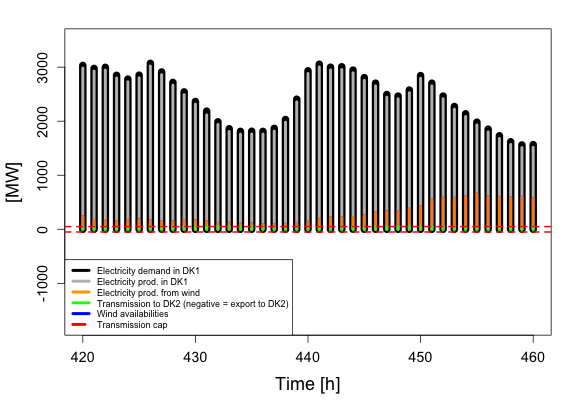 [MW]
3000
2000
1000
0
-1000
Electricity demand in DK1
Electricity prod. in DK1
Electricity prod. from wind
Transmission to DK2 (negative = export to DK2)
Wind availabilities
Transmission cap
420 430 440 450 460
Time [h]